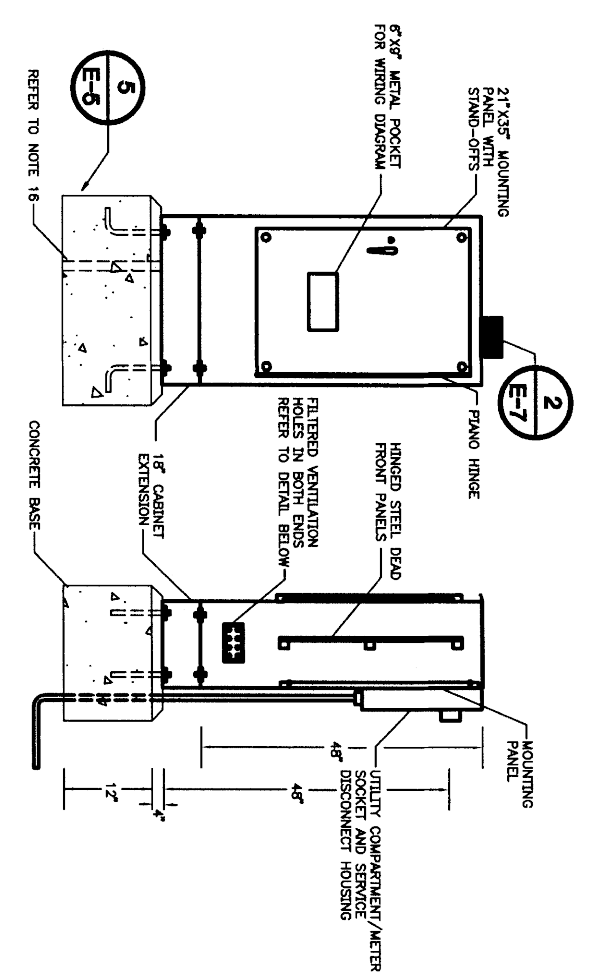 21"X35" MOUNTING
PANEL WITH
STAND-OFFS
6"X9" METAL POCKET
FOR WIRING DIAGRAM
5
E-5
REFER TO NOTE 16
2
E-7
PIANO HINGE
18" CABINET
EXTENSION
HINGED STEEL DEAD
FRONT PANELS
FILTERED VENTILATION
HOLES IN BOTH ENDS
REFER TO DETAIL BELOW
CONCRETE BASE
MOUNTING
PANEL
48"
48"
4"
12"
UTILITY COMPARTMENT/METER
SOCKET AND SERVICE
DISCONNECT HOUSING